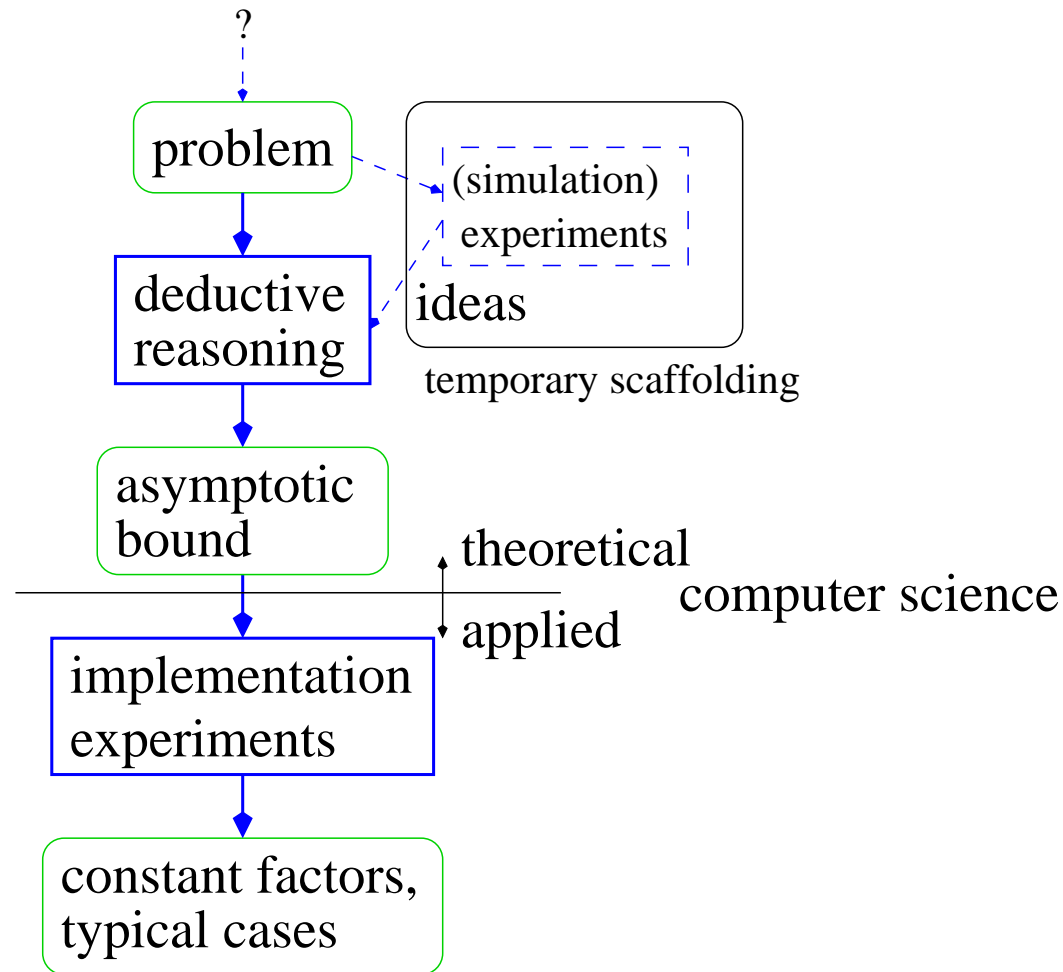 ?
problem
(simulation)
experiments
ideas
deductive
reasoning
temporary scaffolding
asymptotic
bound
theoretical
computer science
applied
implementation
experiments
constant factors,
typical cases